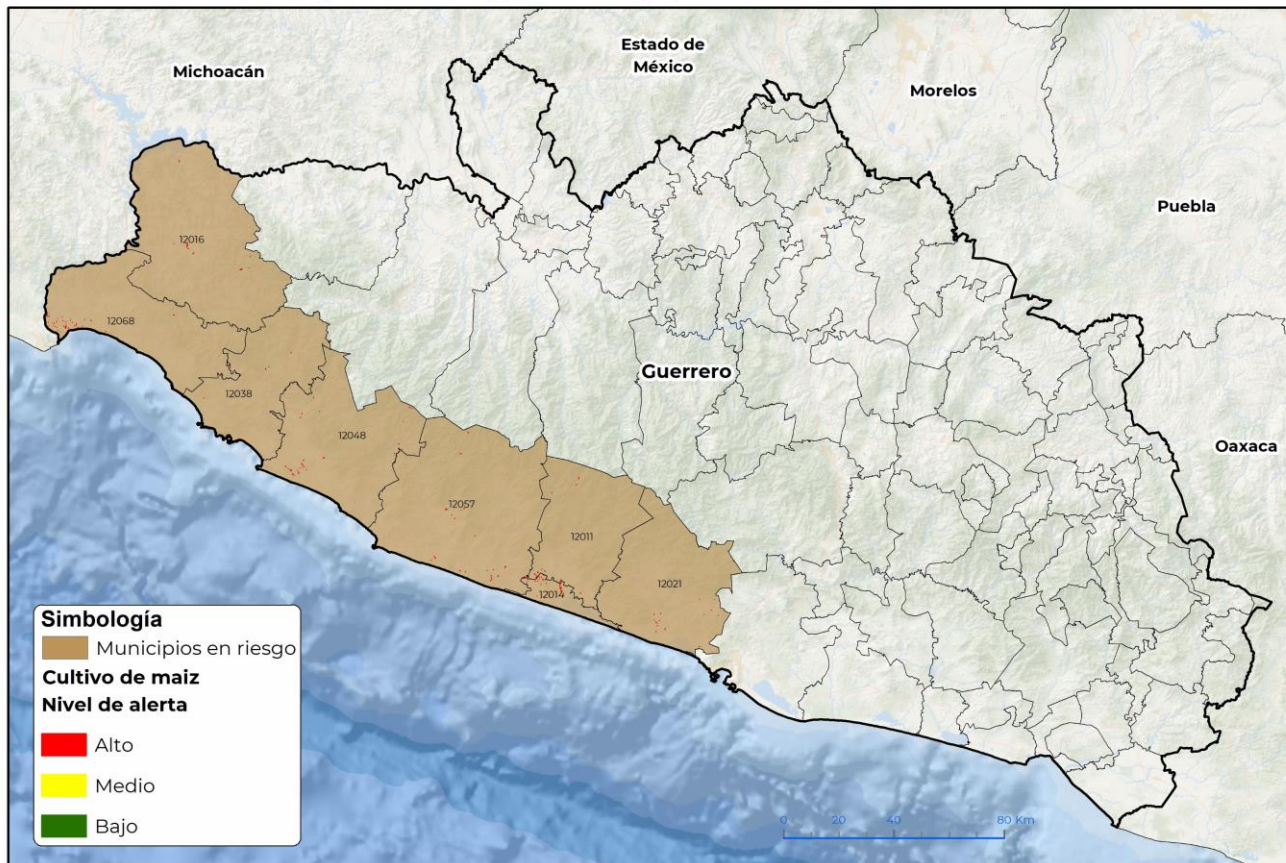 Estado de
México
Michoacán
Morelos
Puebla
12016
12068
Guerrero
12038
12048
Oaxaca
12057
12011
12021
12014
Simbología
Municipios en riesgo
Cultivo de maiz
Nivel de alerta
Alto
Medio
Bajo
0 20 40 80 Km